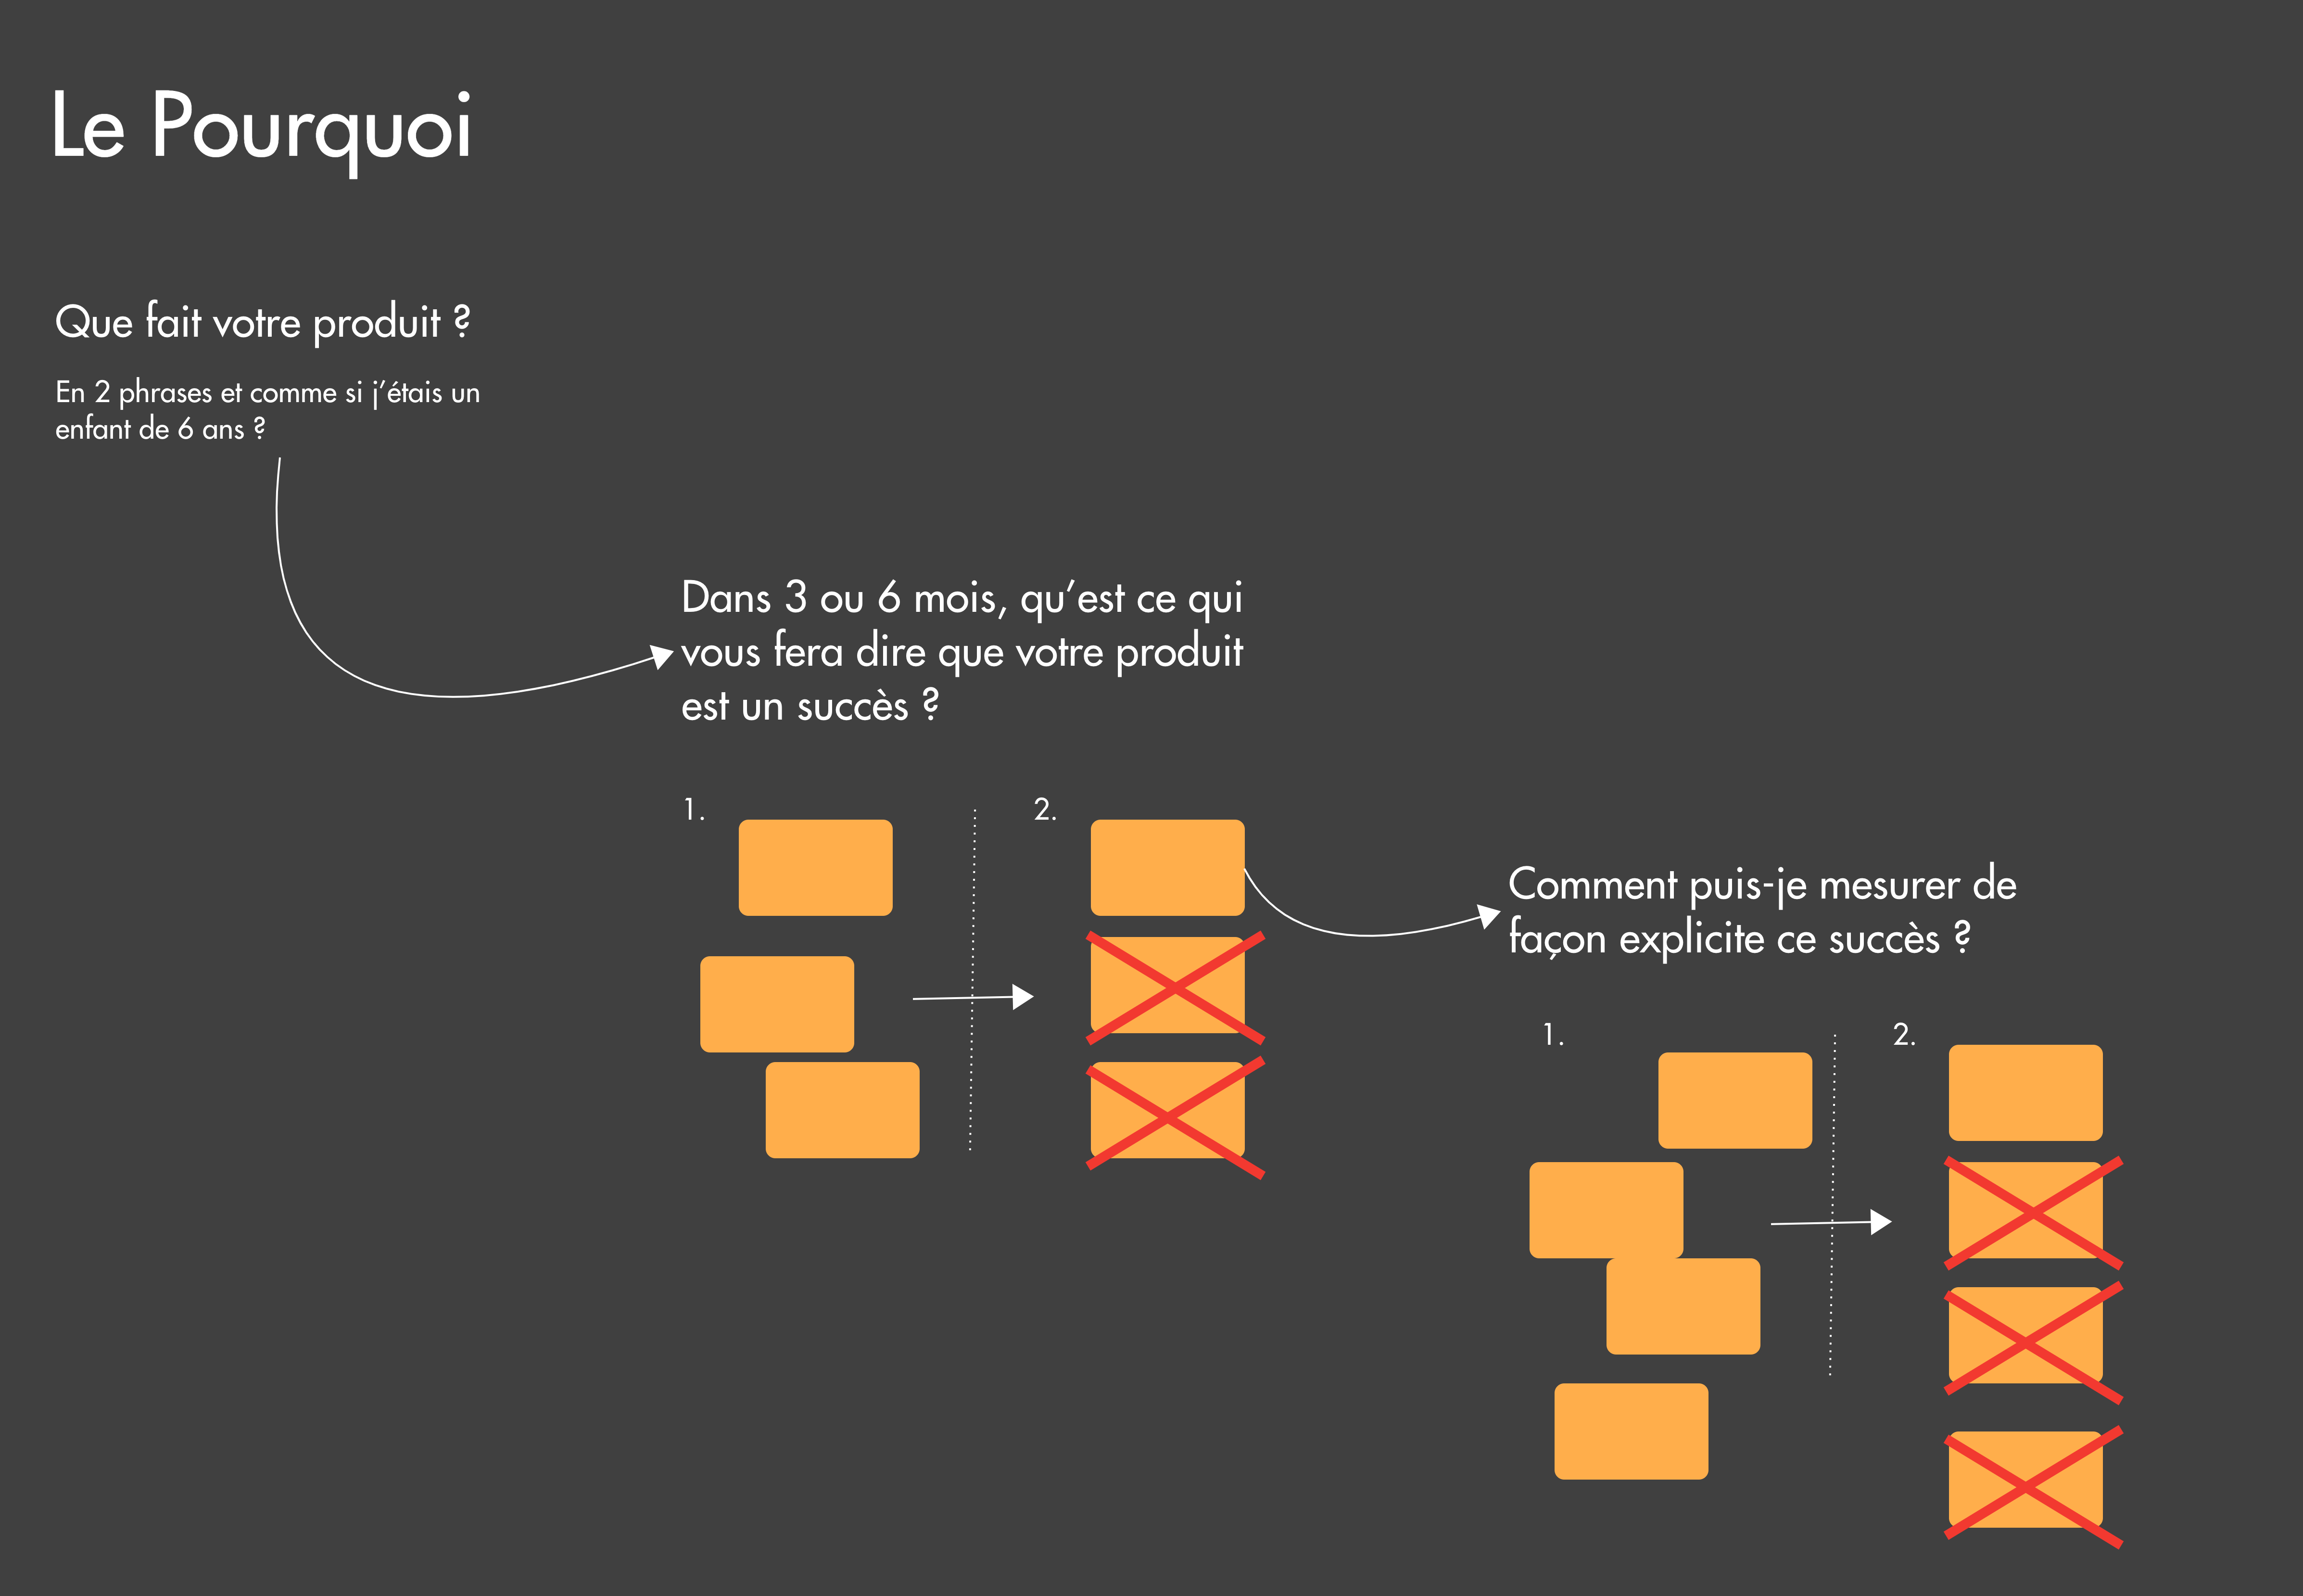 Le Pourquoi
Que fait votre produit ?
En 2 phrases et comme si j’étais un
enfant de 6 ans ?
Dans 3 ou 6 mois, qu’est ce qui
vous fera dire que votre produit
est un succès ?
1.
2.
Comment puis-je mesurer de
façon explicite ce succès ?
1.
2.